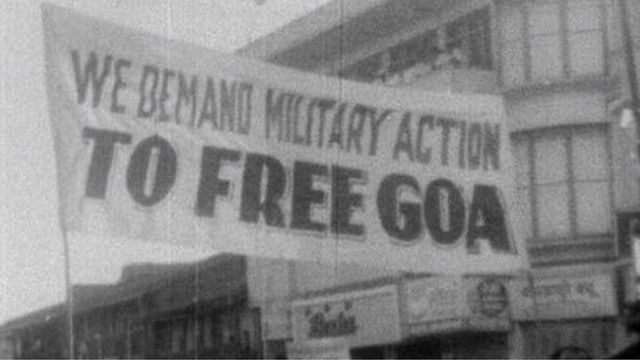 WE DEMAND MILITARY ACTION
TO FREE GOA